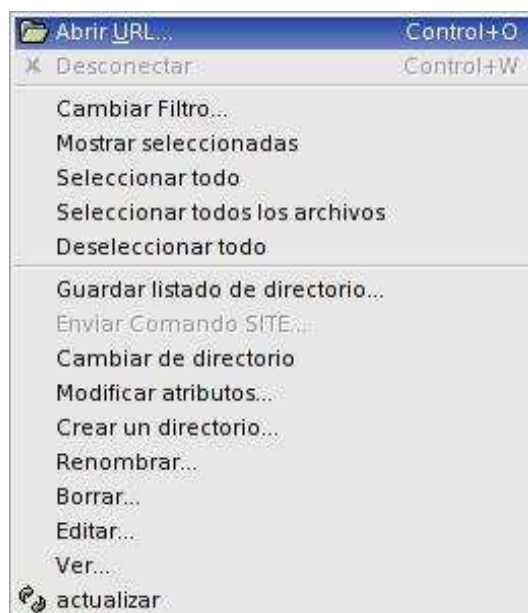 Abrir URL... Control+O
Desconectar Control+W
Cambiar Filtro...
Mostrar seleccionadas
Seleccionar todo
Seleccionar todos los archivos
Deseleccionar todo
Guardar listado de directorio...
Enviar Comando SITE...
Cambiar de directorio
Modificar atributos...
Crear un directorio...
Renombrar...
Borrar...
Editar...
Ver...
actualizar